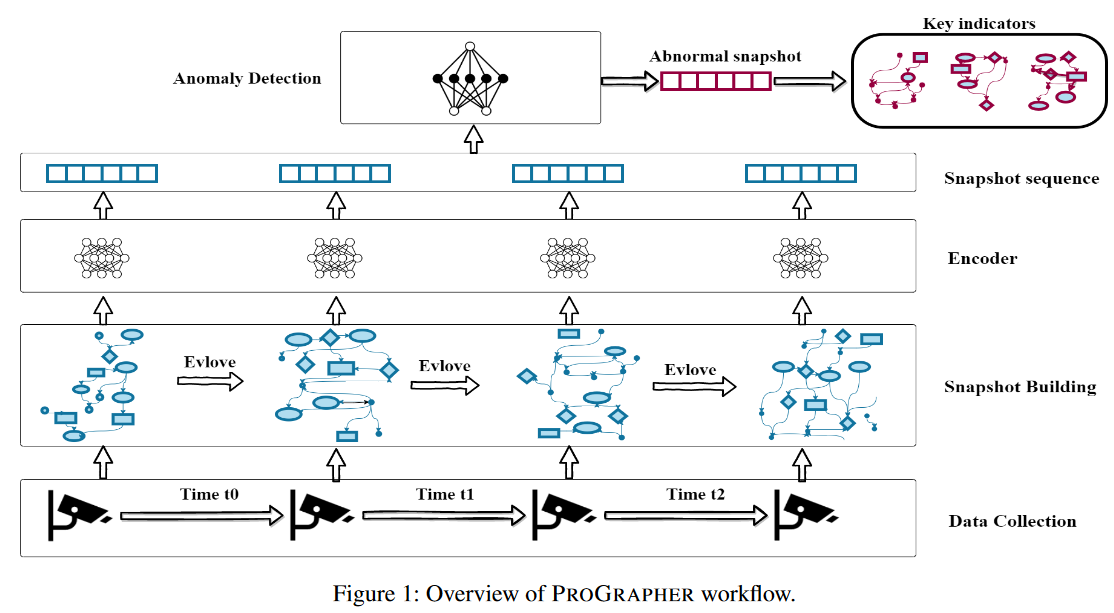 Key indicators
Abnormal snapshot
Anomaly Detection
Snapshot sequence
Encoder
Evlove
Evlove
Evlove
Snapshot Building
Time t0
Time t1
Time t2
Data Collection
Figure 1: Overview of PROGRAPHER workflow.